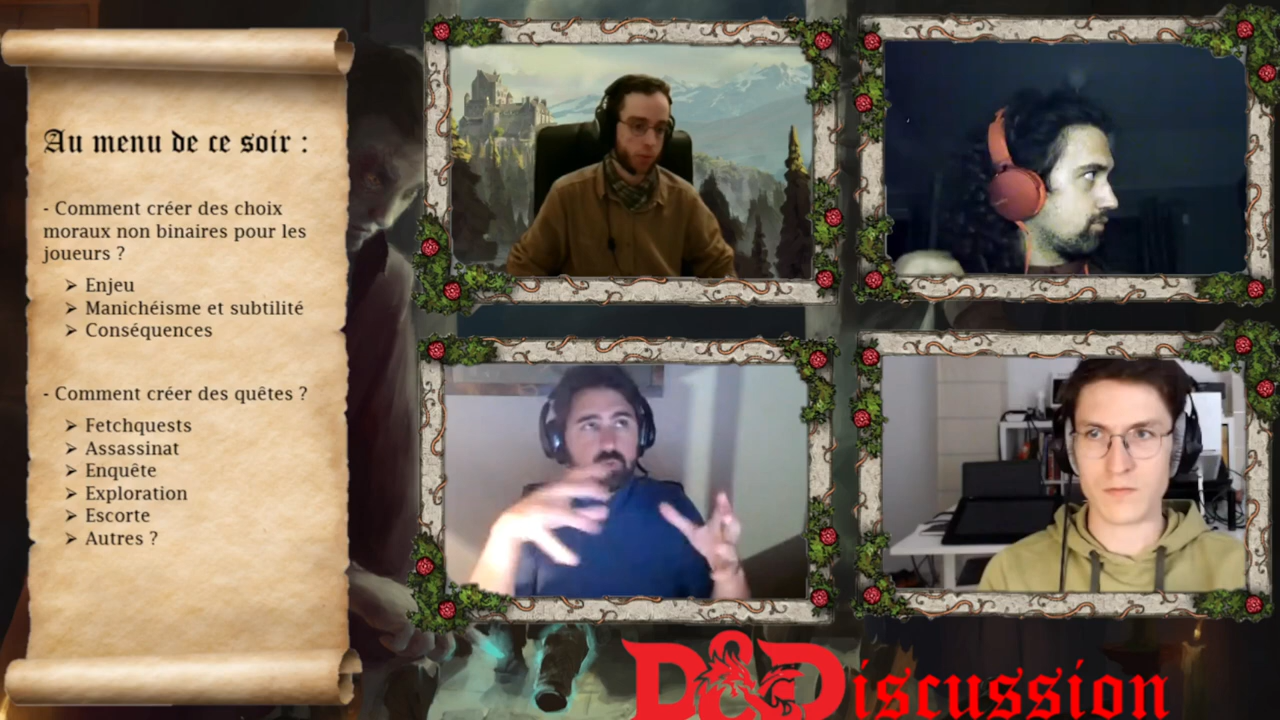 Au menu de ce soir :
- Comment créer des choix
moraux non binaires pour les
joueurs ?
➢ Enjeu
➢ Manichéisme et subtilité
➢ Conséquences
- Comment créer des quêtes ?
➢ Fetchquests
➢ Assassinat
➢ Enquête
➢ Exploration
➢ Escorte
➢ Autres ?
D&Discussion